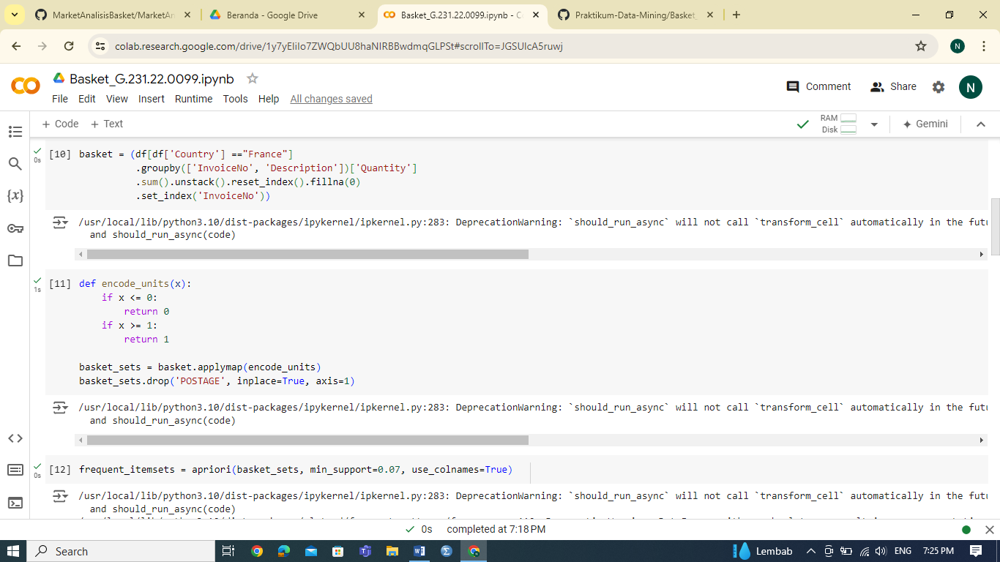 MarketAnalisisBasket/MarketAn
Beranda - Google Drive
Basket_G.231.22.0099.ipynb - Co
Praktikum-Data-Mining/Basket_
colab.research.google.com/drive/1y7yEliIo7ZWQbUU8haNIRBBwdmqGLPSt#scrollTo=JGSUIcA5ruwj
N
Basket_G.231.22.0099.ipynb
File Edit View Insert Runtime Tools Help All changes saved
Comment
Share
N
+ Code + Text
RAM
Disk
Gemini
[10] basket = (df[df['Country'] =="France"]
0s
.groupby(['InvoiceNo', 'Description'])['Quantity']
.sum().unstack().reset_index().fillna(0)
.set_index('InvoiceNo'))
/usr/local/lib/python3.10/dist-packages/ipykernel/ipkernel.py:283: DeprecationWarning: `should_run_async` will not call `transform_cell` automatically in the futu
and should_run_async(code)
[11] def encode_units(x):
1s
if x <= 0:
return 0
if x >= 1:
return 1
basket_sets = basket.applymap(encode_units)
basket_sets.drop('POSTAGE', inplace=True, axis=1)
/usr/local/lib/python3.10/dist-packages/ipykernel/ipkernel.py:283: DeprecationWarning: `should_run_async` will not call `transform_cell` automatically in the futu
and should_run_async(code)
[12] frequent_itemsets = apriori(basket_sets, min_support=0.07, use_colnames=True)
0s
/usr/local/lib/python3.10/dist-packages/ipykernel/ipkernel.py:283: DeprecationWarning: `should_run_async` will not call `transform_cell` automatically in the futu
and should_run_async(code)
0s completed at 7:18 PM
Search
Lembab
ENG
7:25 PM